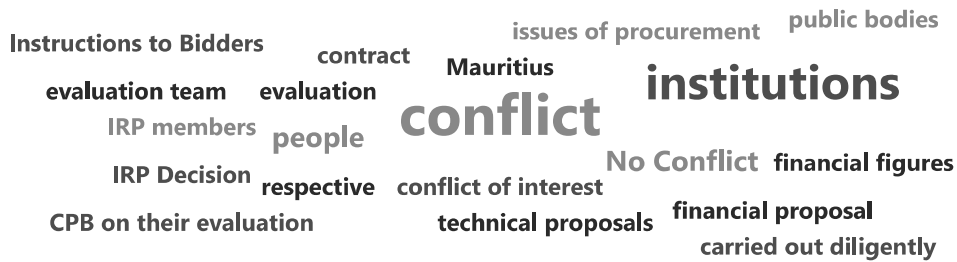 public bodies
issues of procurement
Instructions to Bidders
contract
Mauritius
institutions
evaluation team
evaluation
conflict
IRP members
people
No Conflict
financial figures
IRP Decision
respective
conflict of interest
financial proposal
CPB on their evaluation
technical proposals
carried out diligently